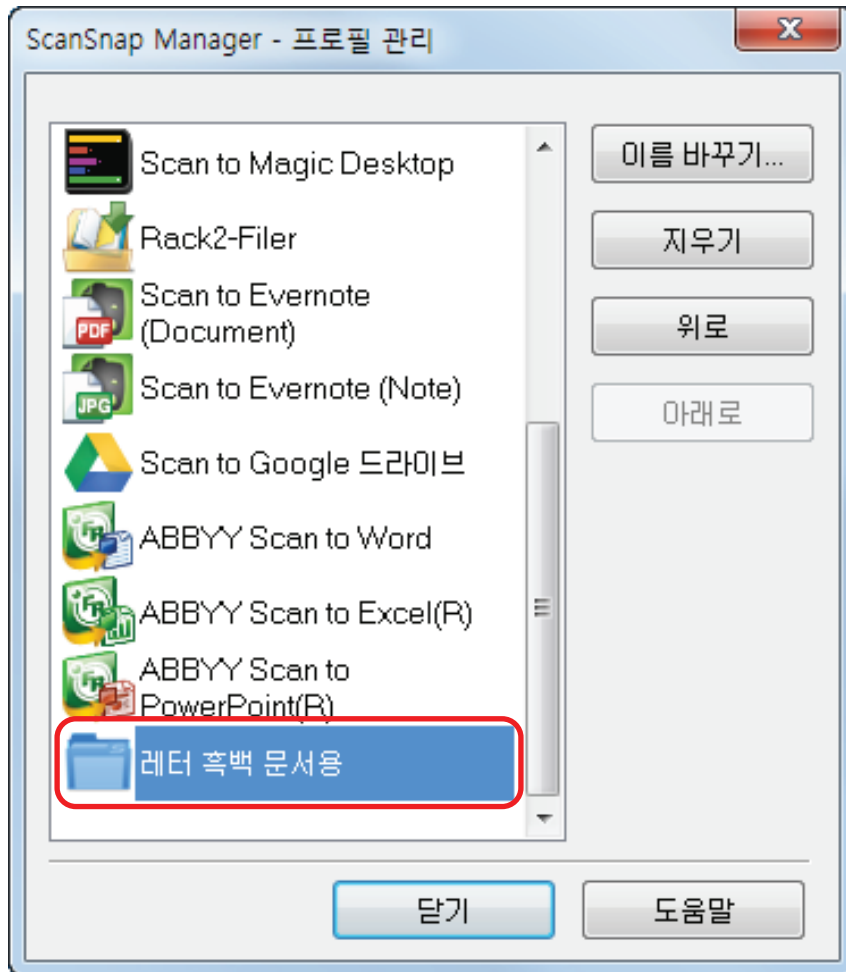 ScanSnap Manager - 프로필 관리
Scan to Magic Desktop
Rack2-Filer
Scan to Evernote
(Document)
PDF
Scan to Evernote (Note)
JPG
Scan to Google 드라이브
ABBYY Scan to Word
ABBYY Scan to Excel(R)
ABBYY Scan to
PowerPoint(R)
레터 흑백 문서용
이름 바꾸기...
지우기
위로
아래로
닫기
도움말